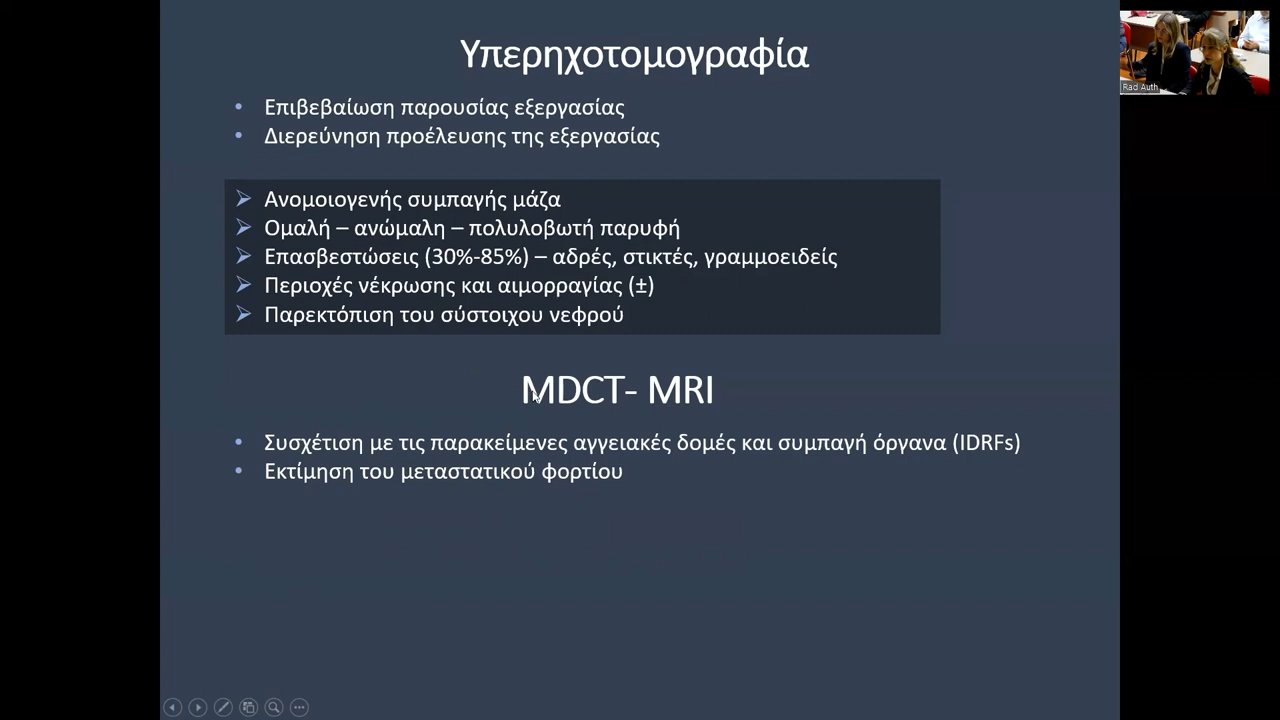 Υπερηχοτομογραφία
• Επιβεβαίωση παρουσίας εξεργασίας
• Διερεύνηση προέλευσης της εξεργασίας
➢ Ανομοιογενής συμπαγής μάζα
➢ Ομαλή – ανώμαλη – πολυλοβωτή παρυφή
➢ Επασβεστώσεις (30%-85%) – αδρές, στικτές, γραμμοειδείς
➢ Περιοχές νέκρωσης και αιμορραγίας (±)
➢ Παρεκτόπιση του σύστοιχου νεφρού
MDCT- MRI
• Συσχέτιση με τις παρακείμενες αγγειακές δομές και συμπαγή όργανα (IDRFs)
• Εκτίμηση του μεταστατικού φορτίου
Rad Auth